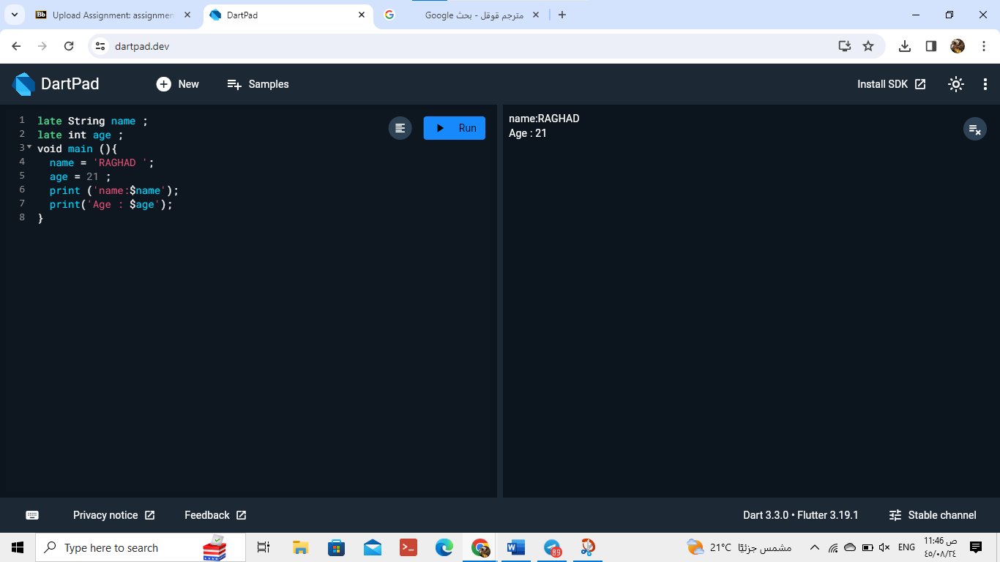 Upload Assignment: assignmen
DartPad
مترجم قوقل - بحث Google
dartpad.dev
DartPad
New
Samples
Install SDK
1 late String name ;
2 late int age ;
3 void main (){
4 name = 'RAGHAD ';
5 age = 21 ;
6 print ('name:$name');
7 print('Age : $age');
8 }
Run
name:RAGHAD
Age : 21
Privacy notice
Feedback
Dart 3.3.0 • Flutter 3.19.1
Stable channel
Type here to search
89
21°C مشمس جزئيًا
ENG
11:46 ص
٤٥/٠٨/٢٤